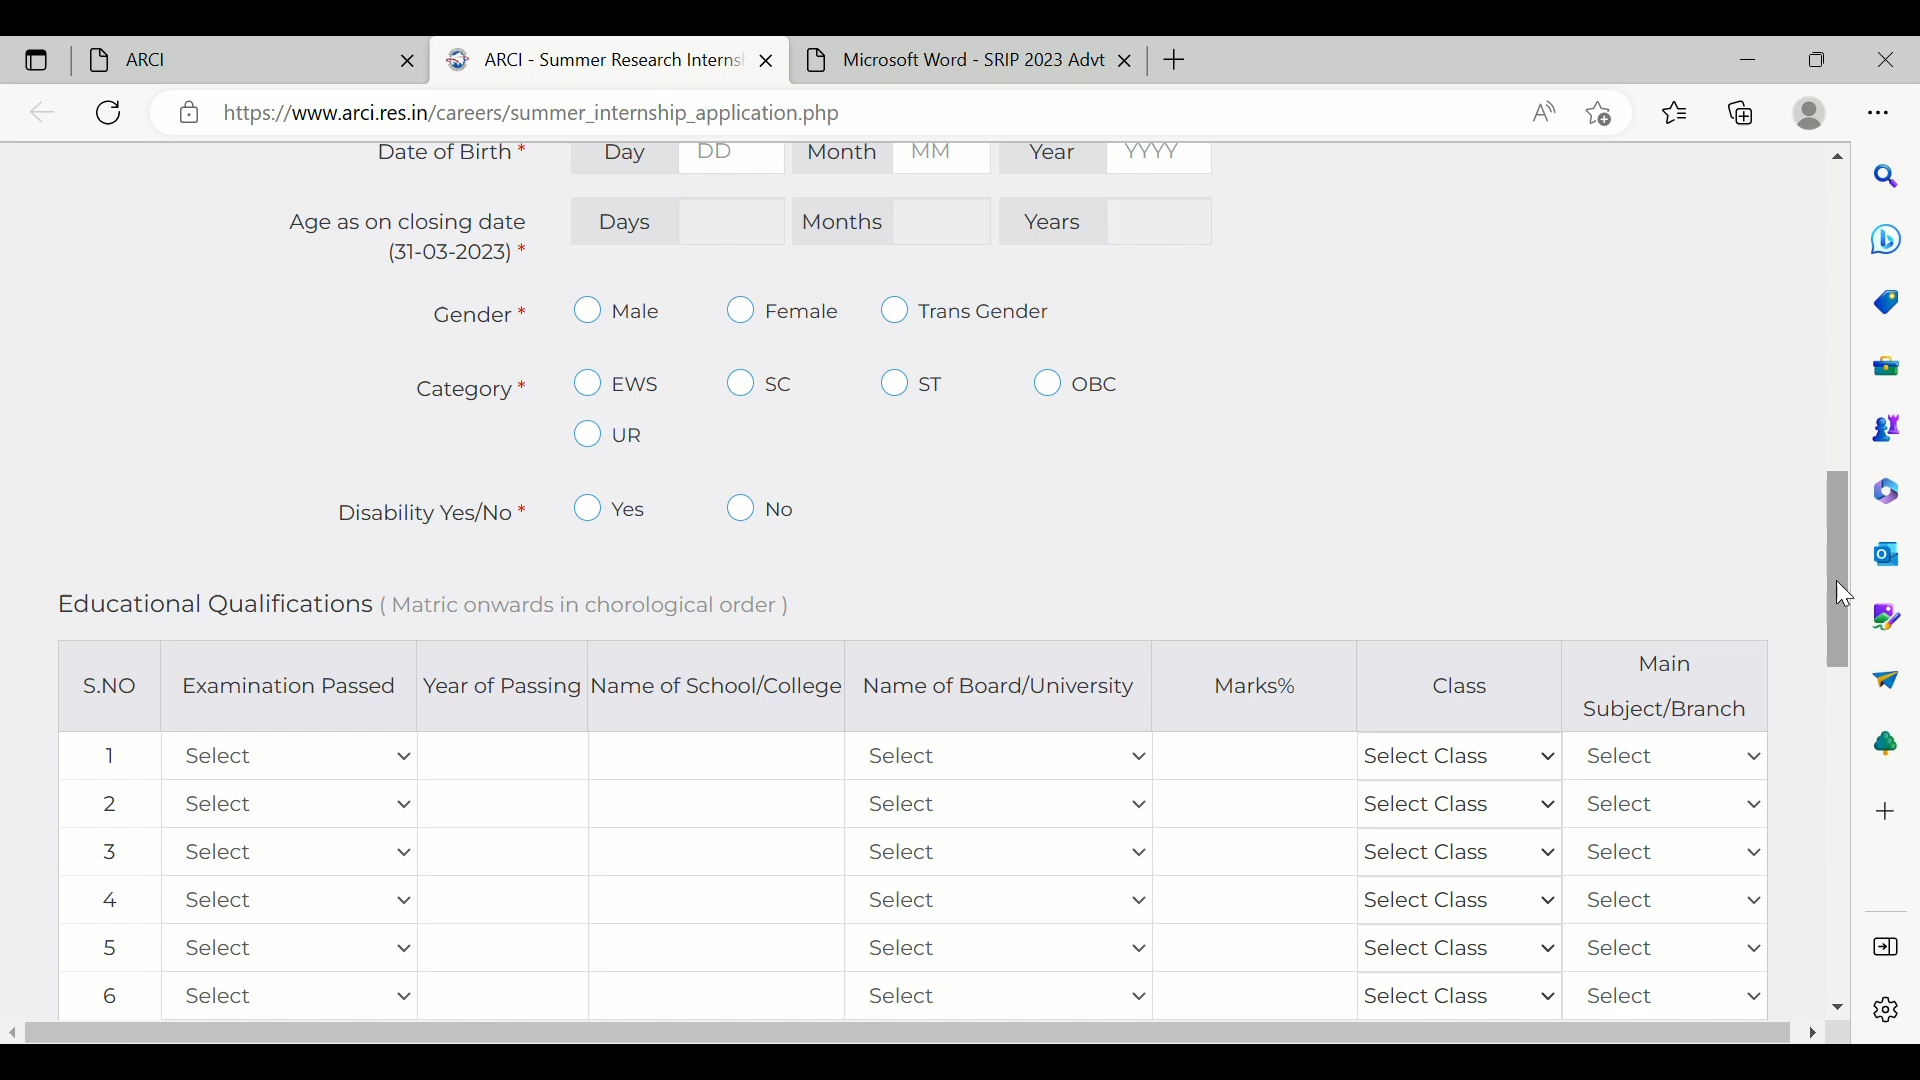 ARCI
ARCI - Summer Research Interns
Microsoft Word - SRIP 2023 Advt
https://www.arci.res.in/careers/summer_internship_application.php
Date of Birth * Day DD Month MM Year YYYY
Age as on closing date Days Months Years
(31-03-2023) *
Gender * Male Female Trans Gender
Category * EWS SC ST OBC
UR
Disability Yes/No * Yes No
Educational Qualifications ( Matric onwards in chorological order )
S.NO Examination Passed Year of Passing Name of School/College Name of Board/University Marks% Class Main Subject/Branch
1 Select Select Select Class Select
2 Select Select Select Class Select
3 Select Select Select Class Select
4 Select Select Select Class Select
5 Select Select Select Class Select
6 Select Select Select Class Select